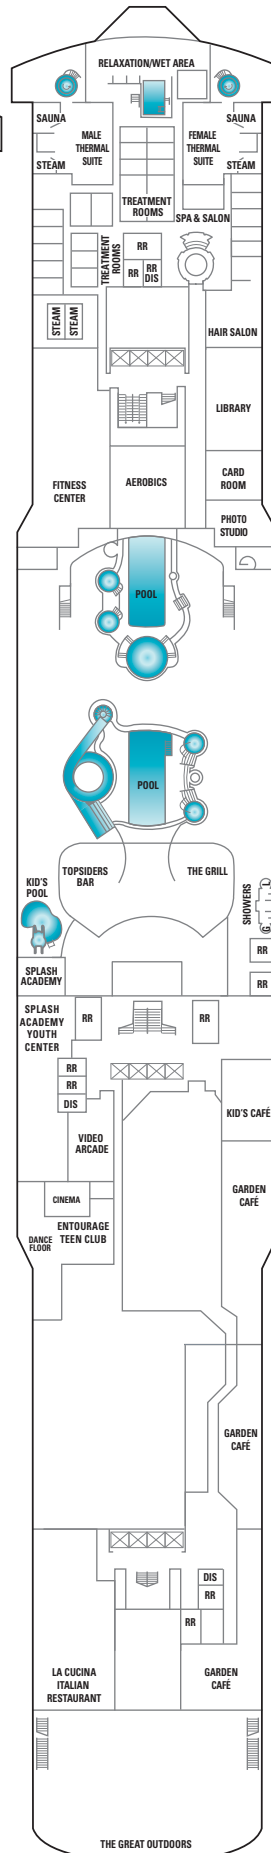 RELAXATION/WET AREA
SAUNA
SAUNA
MALE
THERMAL
SUITE
FEMALE
THERMAL
SUITE
STEAM
STEAM
TREATMENT
ROOMS
SPA & SALON
TREATMENT
ROOMS
RR
RR
RR
DIS
STEAM
STEAM
HAIR SALON
LIBRARY
FITNESS
CENTER
AEROBICS
CARD
ROOM
PHOTO
STUDIO
POOL
POOL
TOPSIDERS
BAR
THE GRILL
KID'S
POOL
SHOWERS
L
G
RR
RR
SPLASH
ACADEMY
SPLASH
ACADEMY
YOUTH
CENTER
RR
RR
RR
RR
DIS
KID'S CAFÉ
VIDEO
ARCADE
GARDEN
CAFÉ
CINEMA
ENTOURAGE
TEEN CLUB
DANCE
FLOOR
GARDEN
CAFÉ
DIS
RR
RR
LA CUCINA
ITALIAN
RESTAURANT
GARDEN
CAFÉ
THE GREAT OUTDOORS